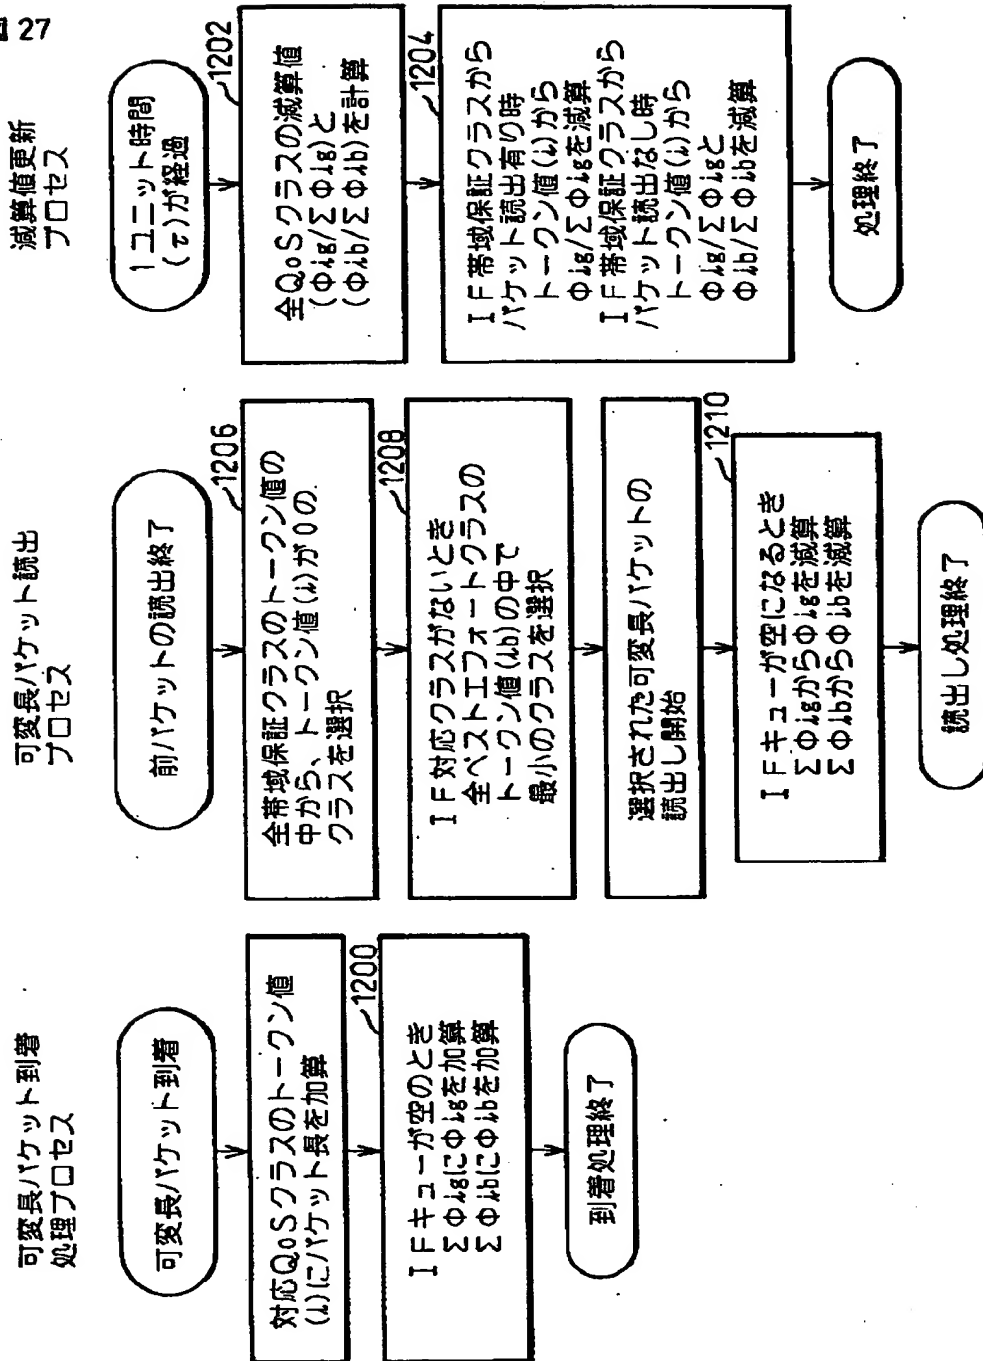 図27
可変長パケット到着
処理プロセス
可変長パケット到着
対応QoSクラスのトークン値
(i)にパケット長を加算
1200
IFキューが空のとき
ΣΦigにΦigを加算
ΣΦibにΦibを加算
到着処理終了
可変長パケット読出
プロセス
前パケットの読出終了
1206
全帯域保証クラスのトークン値の
中から、トークン値(i)が0の
クラスを選択
1208
IF対応クラスがないとき
全ベストエフォートクラスの
トークン値(ib)の中で
最小のクラスを選択
選択された可変長パケットの
読出し開始
1210
IFキューが空になるとき
ΣΦigからΦigを減算
ΣΦibからΦibを減算
読出し処理終了
減算値更新
プロセス
1ユニット時間
(τ)が経過
1202
全QoSクラスの減算値
(Φig/ΣΦig)と
(Φib/ΣΦib)を計算
1204
IF帯域保証クラスから
パケット読出有り時
トークン値(i)から
Φig/ΣΦigを減算
IF帯域保証クラスから
パケット読出なし時
トークン値(i)から
Φig/ΣΦigと
Φib/ΣΦibを減算
処理終了